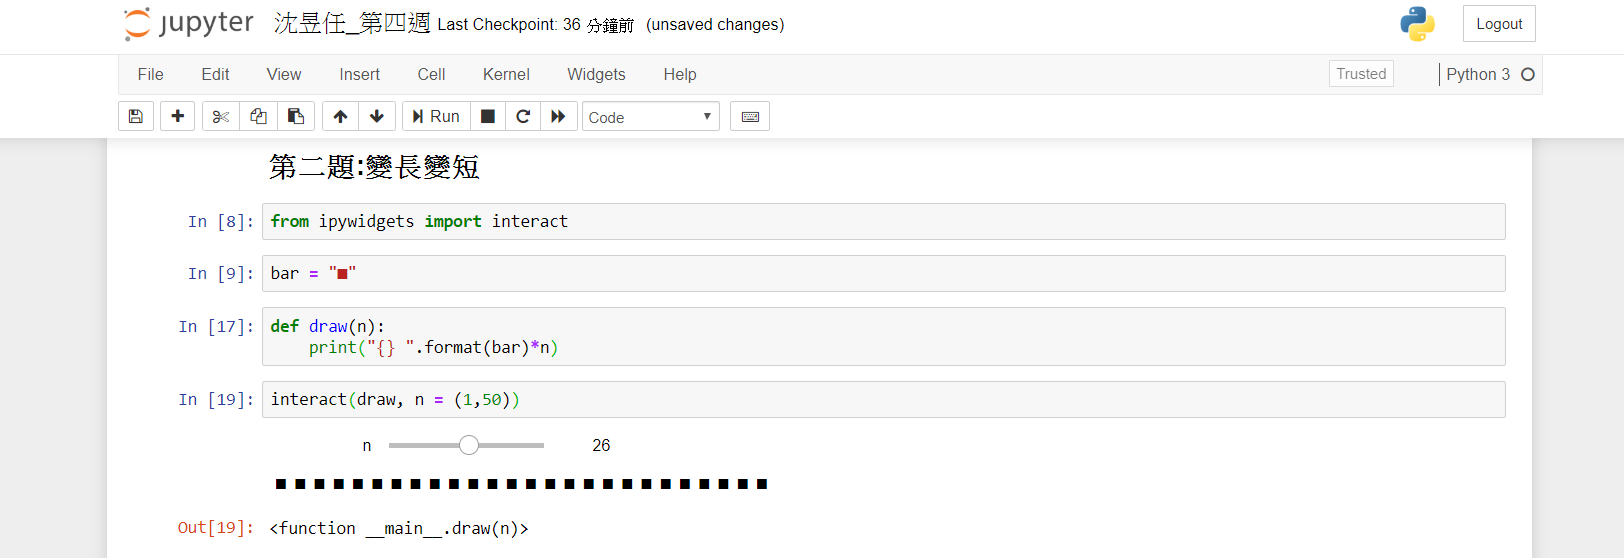 jupyter 沈昱任_第四週 Last Checkpoint: 36 分鐘前 (unsaved changes) Logout
File Edit View Insert Cell Kernel Widgets Help Trusted Python 3
Run Code
第二題:變長變短
In [8]: from ipywidgets import interact
In [9]: bar = "■"
In [17]: def draw(n):
    print("{} ".format(bar)*n)
In [19]: interact(draw, n = (1,50))
n 26
■ ■ ■ ■ ■ ■ ■ ■ ■ ■ ■ ■ ■ ■ ■ ■ ■ ■ ■ ■ ■ ■ ■ ■ ■ ■
Out[19]: <function __main__.draw(n)>